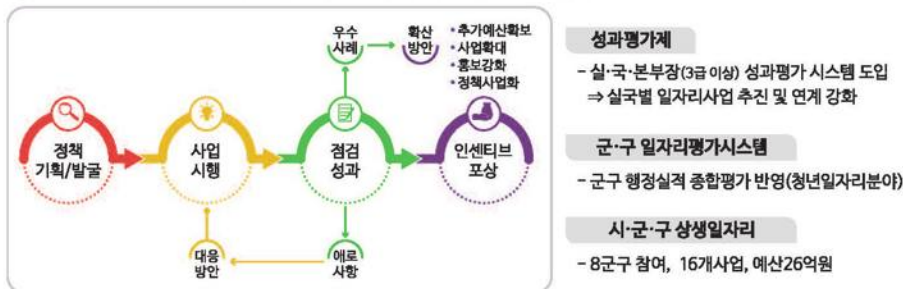 우수
사례
확산
방안
• 추가예산확보
• 사업확대
• 홍보강화
• 정책사업화
정책
기획/발굴
사업
시행
점검
성과
인센티브
포상
대응
방안
애로
사항
성과평가제
- 실·국·본부장(3급 이상) 성과평가 시스템 도입
⇒ 실국별 일자리사업 추진 및 연계 강화
군·구 일자리평가시스템
- 군구 행정실적 종합평가 반영(청년일자리분야)
시·군·구 상생일자리
- 8군구 참여, 16개사업, 예산26억원